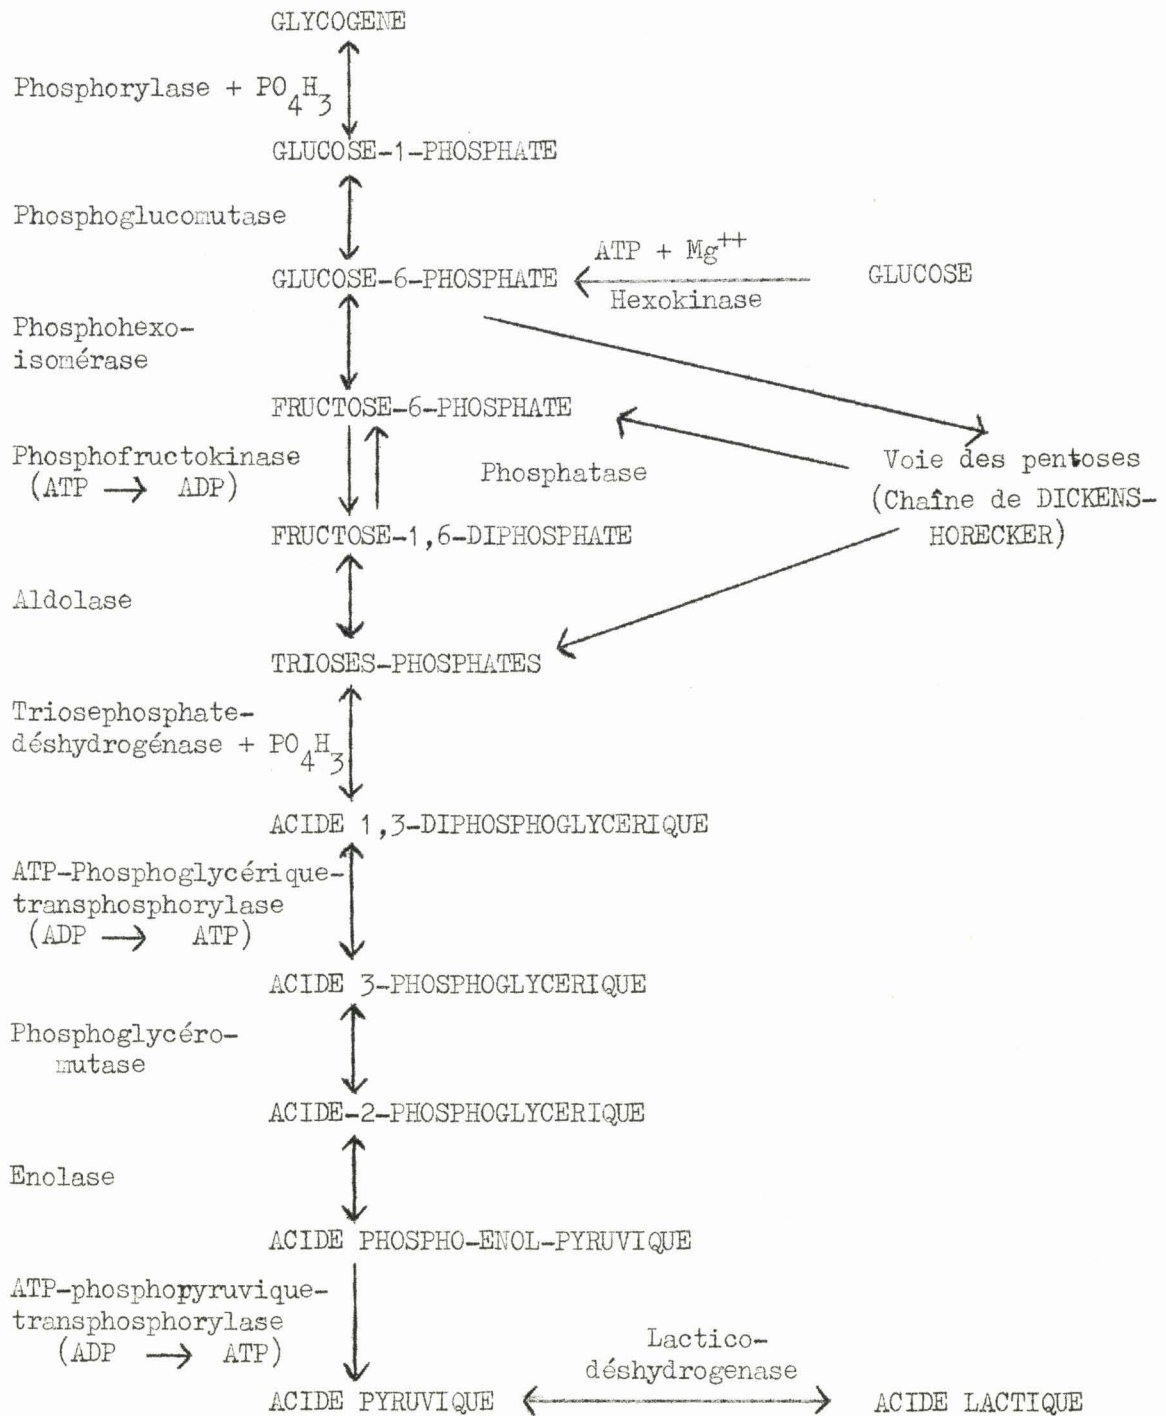 GLYCOGENE
Phosphorylase + PO4H3
GLUCOSE-1-PHOSPHATE
Phosphoglucomutase
ATP + Mg++
GLUCOSE-6-PHOSPHATE
GLUCOSE
Hexokinase
Phosphohexo-
isomérase
FRUCTOSE-6-PHOSPHATE
Phosphofructokinase
(ATP → ADP)
Phosphatase
Voie des pentoses
(Chaîne de DICKENS-
HORECKER)
FRUCTOSE-1,6-DIPHOSPHATE
Aldolase
TRIOSES-PHOSPHATES
Triosephosphate-
déshydrogénase + PO4H3
ACIDE 1,3-DIPHOSPHOGLYCERIQUE
ATP-Phosphoglycérique-
transphosphorylase
(ADP → ATP)
ACIDE 3-PHOSPHOGLYCERIQUE
Phosphoglycéro-
mutase
ACIDE-2-PHOSPHOGLYCERIQUE
Enolase
ACIDE PHOSPHO-ENOL-PYRUVIQUE
ATP-phosphopyruvique-
transphosphorylase
(ADP → ATP)
Lactico-
déshydrogenase
ACIDE PYRUVIQUE
ACIDE LACTIQUE